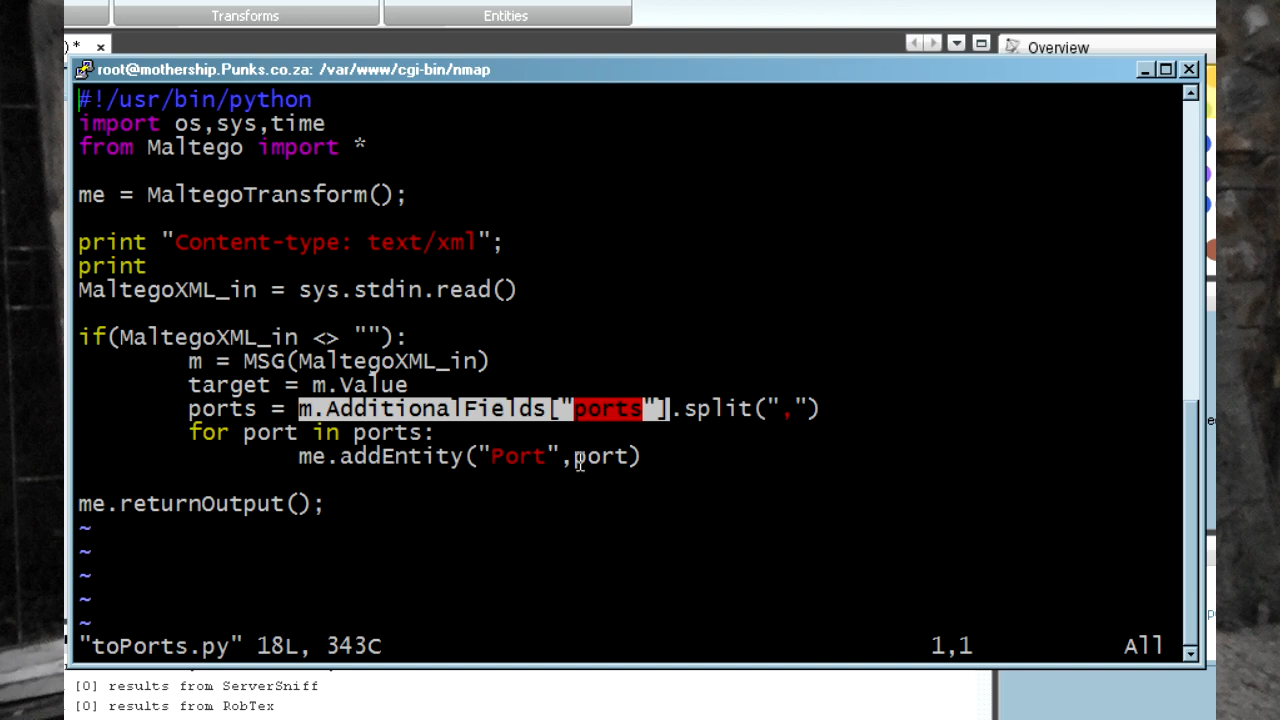 Transforms Entities
)* x Overview
root@mothership.Punks.co.za: /var/www/cgi-bin/nmap
#!/usr/bin/python
import os,sys,time
from Maltego import *
me = MaltegoTransform();
print "Content-type: text/xml";
print
MaltegoXML_in = sys.stdin.read()
if(MaltegoXML_in <> ""):
m = MSG(MaltegoXML_in)
target = m.Value
ports = m.AdditionalFields["ports"].split(",")
for port in ports:
me.addEntity("Port",port)
me.returnOutput();
~
~
~
~
~
"toPorts.py" 18L, 343C 1,1 All
[0] results from ServerSniff
[0] results from RobTex